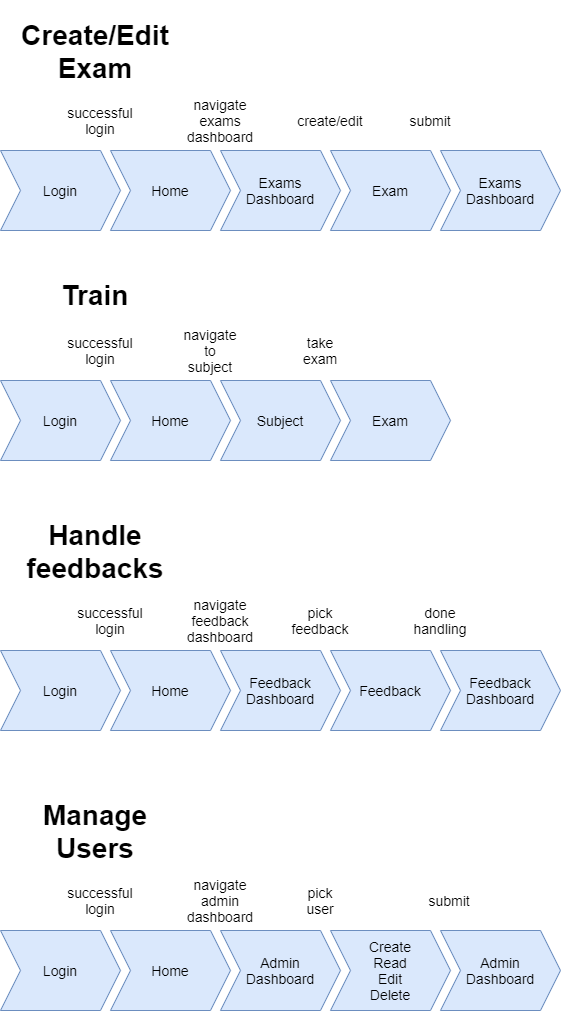 Create/Edit
Exam
successful
login
navigate
exams
dashboard
create/edit
submit
Login
Home
Exams
Dashboard
Exam
Exams
Dashboard
Train
successful
login
navigate
to
subject
take
exam
Login
Home
Subject
Exam
Handle
feedbacks
successful
login
navigate
feedback
dashboard
pick
feedback
done
handling
Login
Home
Feedback
Dashboard
Feedback
Feedback
Dashboard
Manage
Users
successful
login
navigate
admin
dashboard
pick
user
submit
Login
Home
Admin
Dashboard
Create
Read
Edit
Delete
Admin
Dashboard